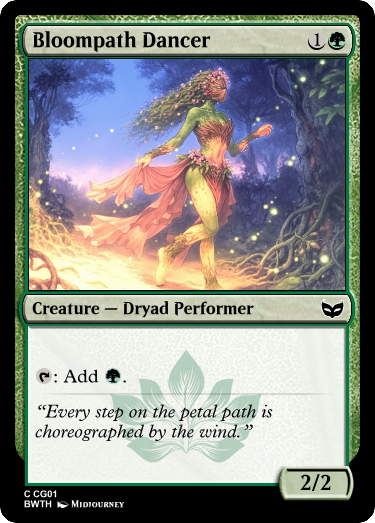 Bloompath Dancer 1
Creature — Dryad Performer
: Add .
“Every step on the petal path is
choreographed by the wind.”
2/2
C CG01
BWTH Midjourney